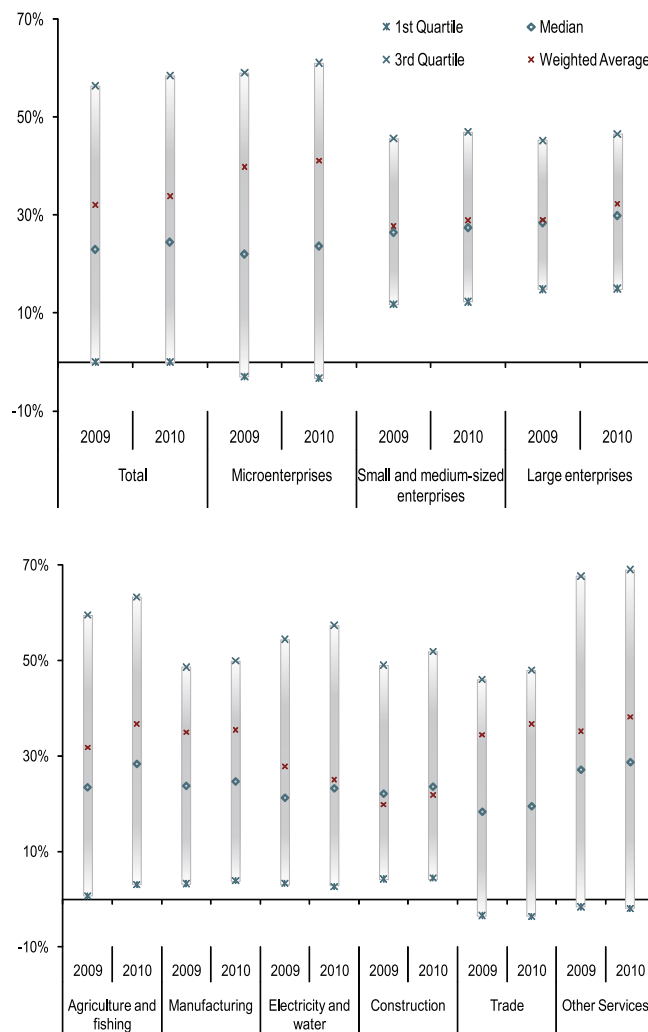 70%
1st Quartile Median
3rd Quartile Weighted Average
50%
30%
10%
-10%
2009 2010 2009 2010 2009 2010 2009 2010
Total Microenterprises Small and medium-sized enterprises Large enterprises
70%
50%
30%
10%
-10%
2009 2010 2009 2010 2009 2010 2009 2010 2009 2010 2009 2010
Agriculture and fishing Manufacturing Electricity and water Construction Trade Other Services